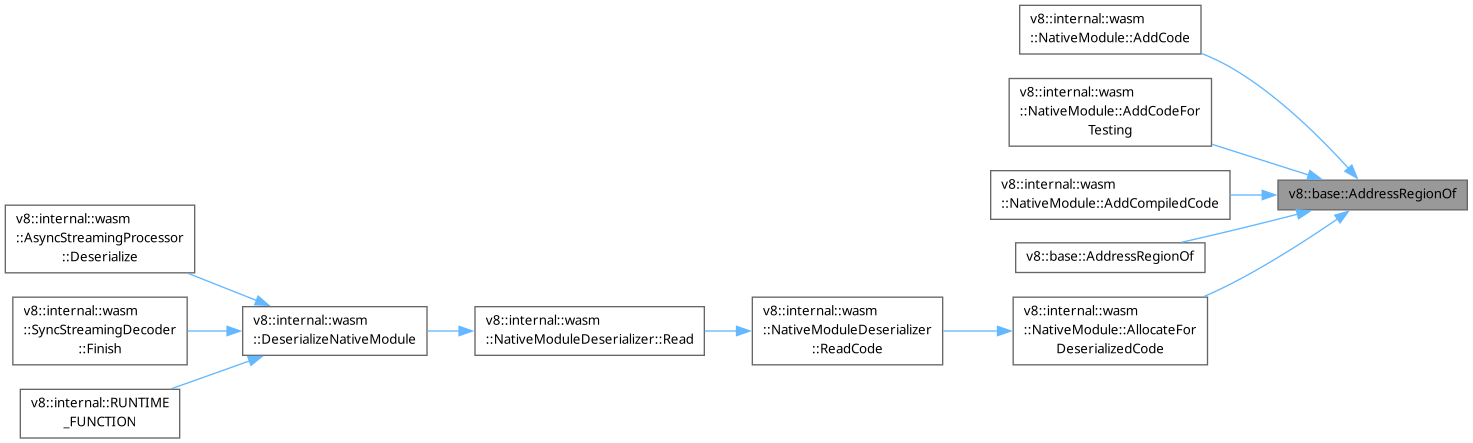 v8::internal::wasm
::NativeModule::AddCode
v8::internal::wasm
::NativeModule::AddCodeFor
Testing
v8::internal::wasm
::NativeModule::AddCompiledCode
v8::base::AddressRegionOf
v8::base::AddressRegionOf
v8::internal::wasm
::AsyncStreamingProcessor
::Deserialize
v8::internal::wasm
::SyncStreamingDecoder
::Finish
v8::internal::RUNTIME
_FUNCTION
v8::internal::wasm
::DeserializeNativeModule
v8::internal::wasm
::NativeModuleDeserializer::Read
v8::internal::wasm
::NativeModuleDeserializer
::ReadCode
v8::internal::wasm
::NativeModule::AllocateFor
DeserializedCode